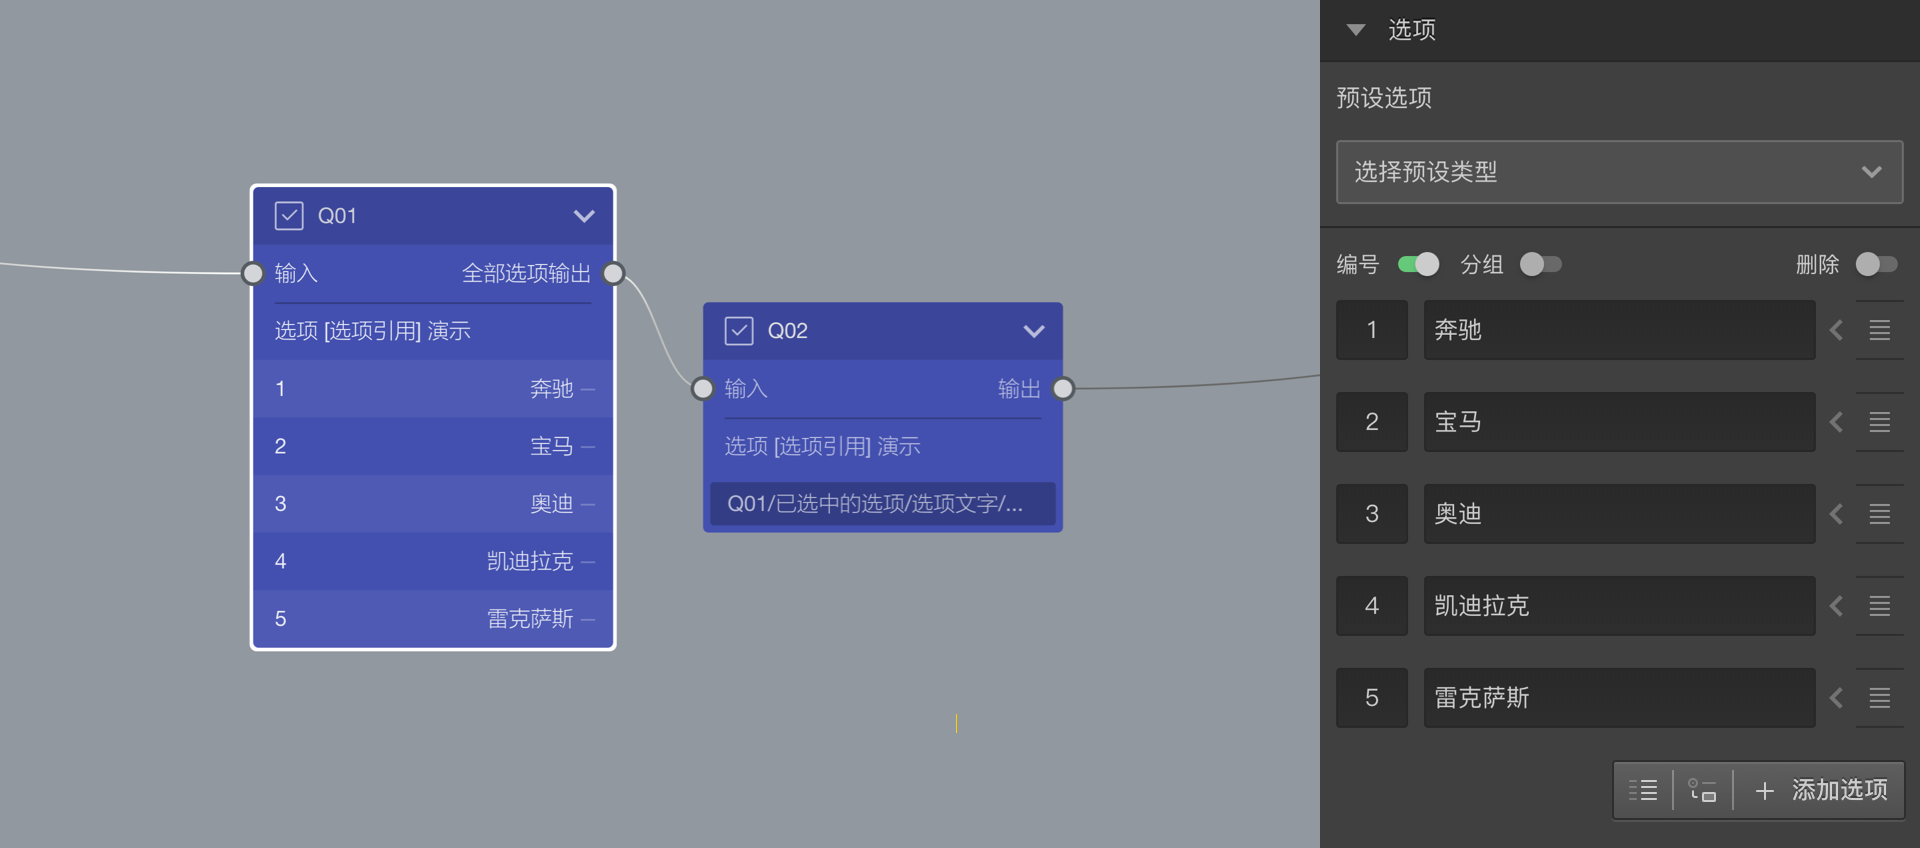 Q01
输入 全部选项输出
选项 [选项引用] 演示
1 奔驰
2 宝马
3 奥迪
4 凯迪拉克
5 雷克萨斯
Q02
输入 输出
选项 [选项引用] 演示
Q01/已选中的选项/选项文字/...
选项
预设选项
选择预设类型
编号 分组 删除
1 奔驰
2 宝马
3 奥迪
4 凯迪拉克
5 雷克萨斯
添加选项